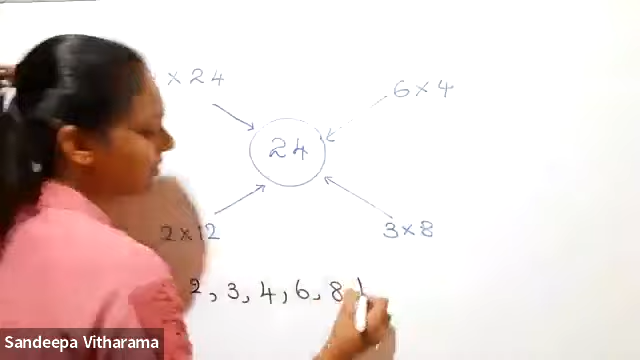 × 24
6 × 4
24
2 × 12
3 × 8
2, 3, 4, 6, 8
Sandeepa Vitharama